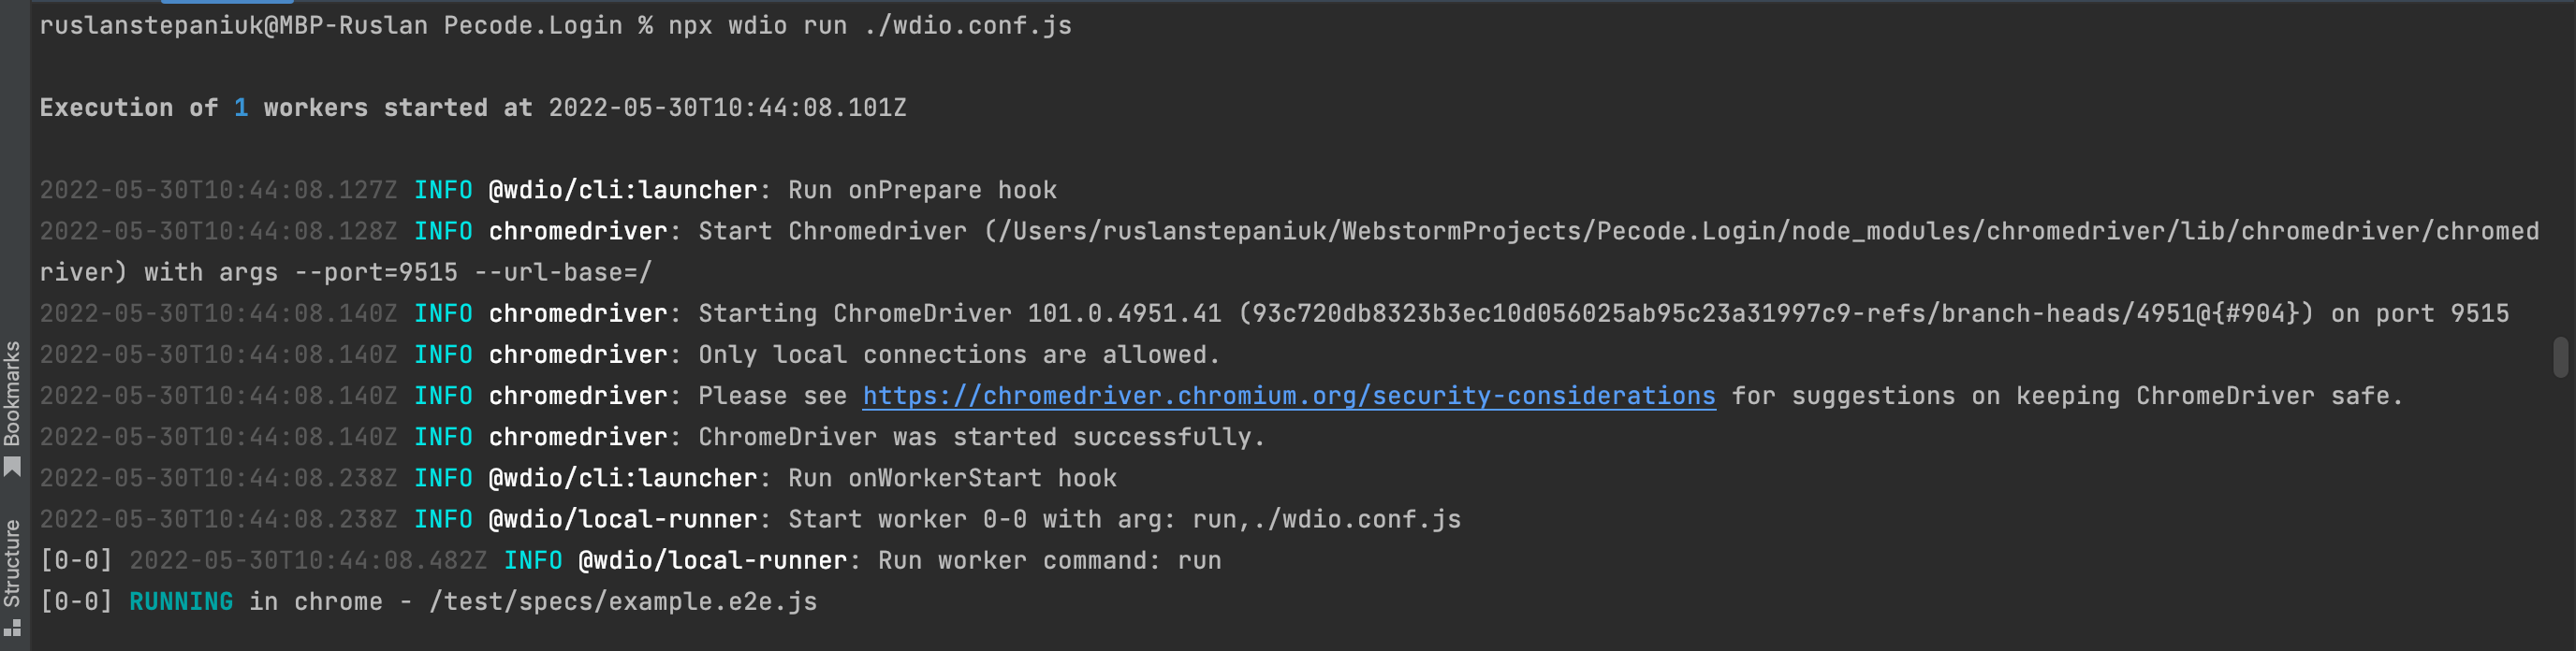 ruslanstepaniuk@MBP-Ruslan Pecode.Login % npx wdio run ./wdio.conf.js
Execution of 1 workers started at 2022-05-30T10:44:08.101Z
2022-05-30T10:44:08.127Z INFO @wdio/cli:launcher: Run onPrepare hook
2022-05-30T10:44:08.128Z INFO chromedriver: Start Chromedriver (/Users/ruslanstepaniuk/WebstormProjects/Pecode.Login/node_modules/chromedriver/lib/chromedriver/chromed
river) with args --port=9515 --url-base=/
2022-05-30T10:44:08.140Z INFO chromedriver: Starting ChromeDriver 101.0.4951.41 (93c720db8323b3ec10d056025ab95c23a31997c9-refs/branch-heads/4951@{#904}) on port 9515
2022-05-30T10:44:08.140Z INFO chromedriver: Only local connections are allowed.
2022-05-30T10:44:08.140Z INFO chromedriver: Please see https://chromedriver.chromium.org/security-considerations for suggestions on keeping ChromeDriver safe.
2022-05-30T10:44:08.140Z INFO chromedriver: ChromeDriver was started successfully.
2022-05-30T10:44:08.238Z INFO @wdio/cli:launcher: Run onWorkerStart hook
2022-05-30T10:44:08.238Z INFO @wdio/local-runner: Start worker 0-0 with arg: run,./wdio.conf.js
[0-0] 2022-05-30T10:44:08.482Z INFO @wdio/local-runner: Run worker command: run
[0-0] RUNNING in chrome - /test/specs/example.e2e.js
Bookmarks
Structure